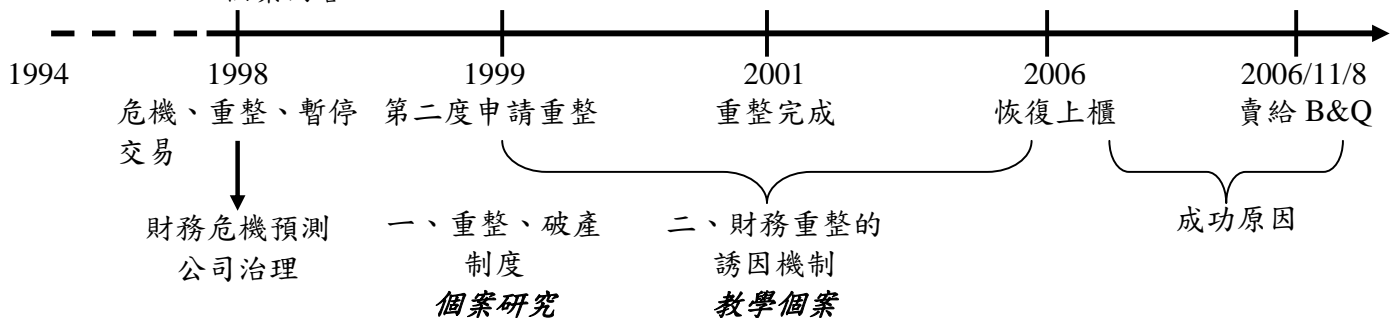 1994
1998
1999
2001
2006
2006/11/8
危機、重整、暫停
交易
第二度申請重整
重整完成
恢復上櫃
賣給 B&Q
財務危機預測
公司治理
一、重整、破產
制度
個案研究
二、財務重整的
誘因機制
教學個案
成功原因